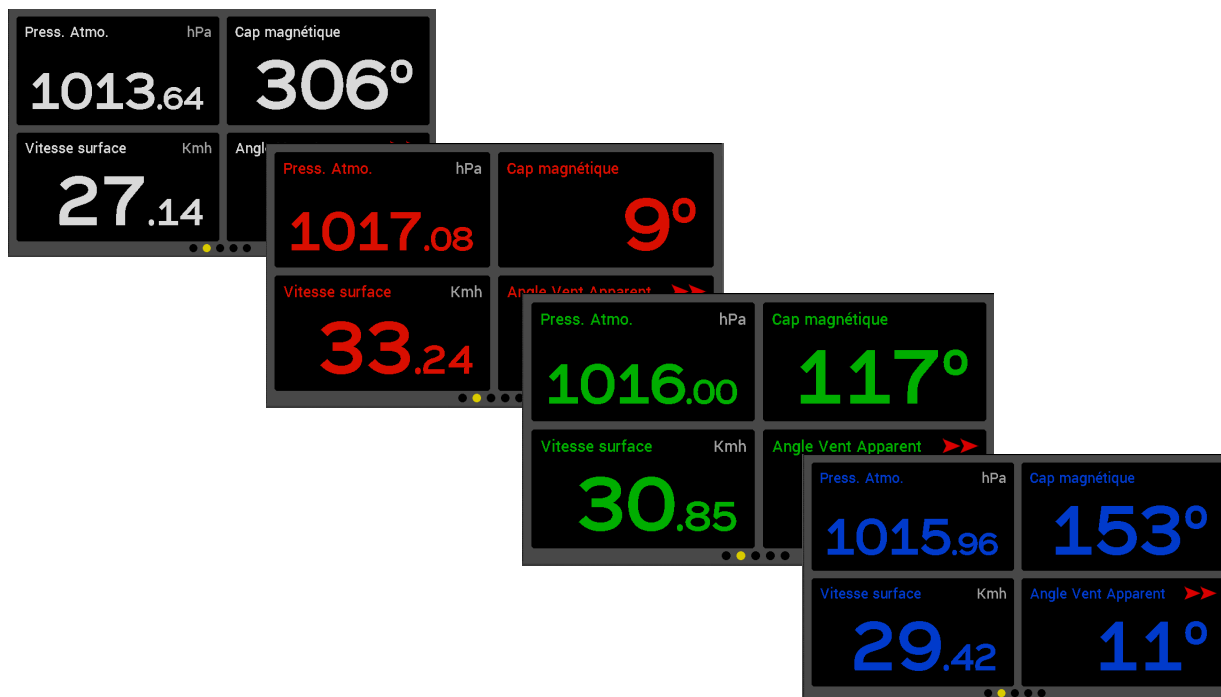 Press. Atmo. hPa
1013.64
Cap magnétique
306°
Vitesse surface Kmh
27.14
Press. Atmo. hPa
1017.08
Cap magnétique
9°
Vitesse surface Kmh
33.24
Angle Vent Apparent
Press. Atmo. hPa
1016.00
Cap magnétique
117°
Vitesse surface Kmh
30.85
Angle Vent Apparent
Press. Atmo. hPa
1015.96
Cap magnétique
153°
Vitesse surface Kmh
29.42
Angle Vent Apparent
11°